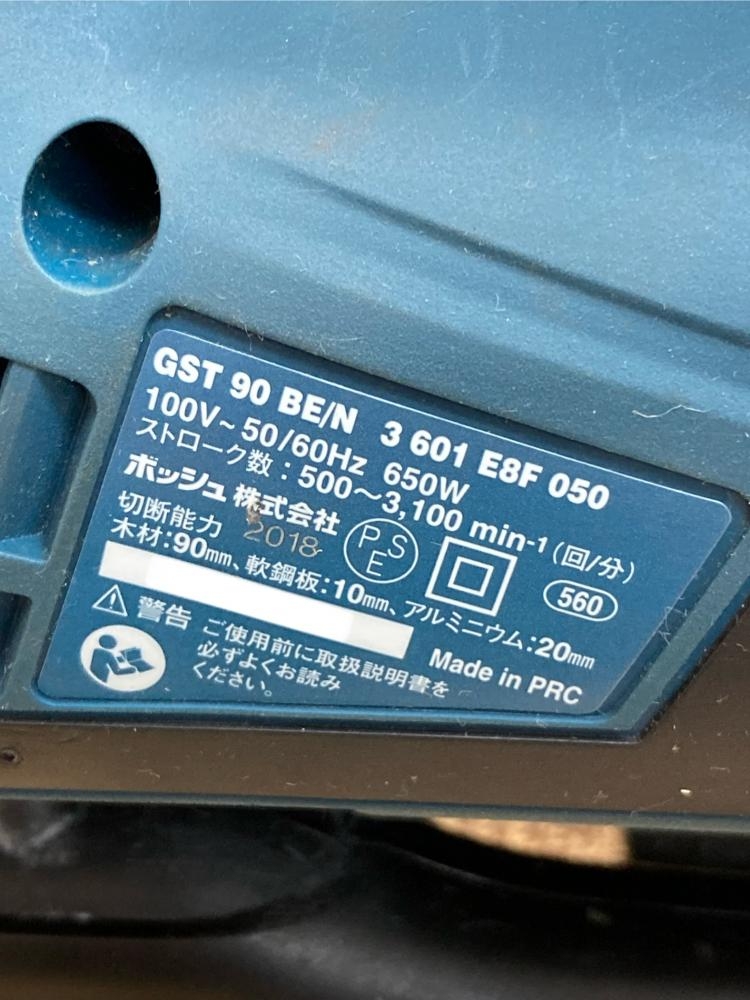 GST 90 BE/N 3 601 E8F 050
100V~50/60Hz 650W
ストローク数：500〜3,100 min-¹(回/分)
ボッシュ株式会社
2018
PSE
560
切断能力
木材:90mm、軟鋼板:10mm、アルミニウム:20mm
警告 ご使用前に取扱説明書を
必ずよくお読み
ください。
Made in PRC